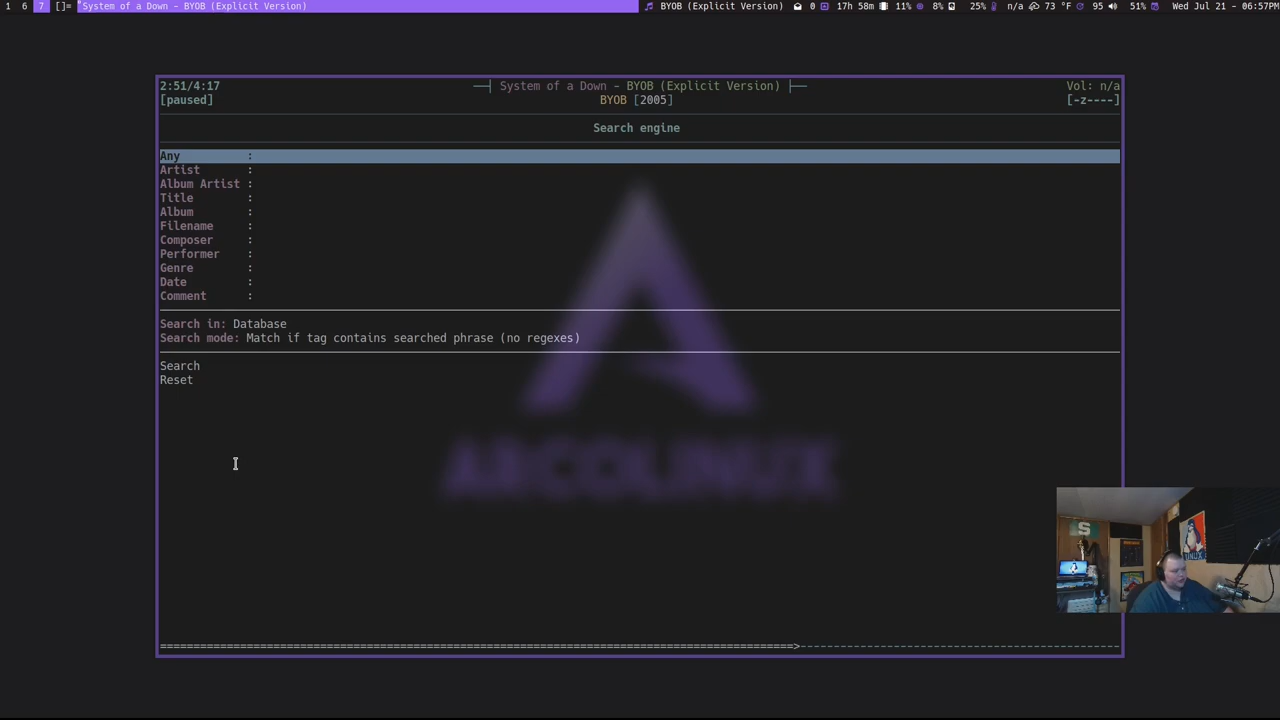 1 6 7 []= System of a Down - BYOB (Explicit Version) BYOB (Explicit Version) 0 17h 58m 11% 8% 25% n/a 73 °F 95 51% Wed Jul 21 - 06:57PM
2:51/4:17 ──┤ System of a Down - BYOB (Explicit Version) ├── Vol: n/a
[paused] BYOB [2005] [-z----]
Search engine
Any :
Artist :
Album Artist :
Title :
Album :
Filename :
Composer :
Performer :
Genre :
Date :
Comment :
Search in: Database
Search mode: Match if tag contains searched phrase (no regexes)
Search
Reset
ARCOLINUX